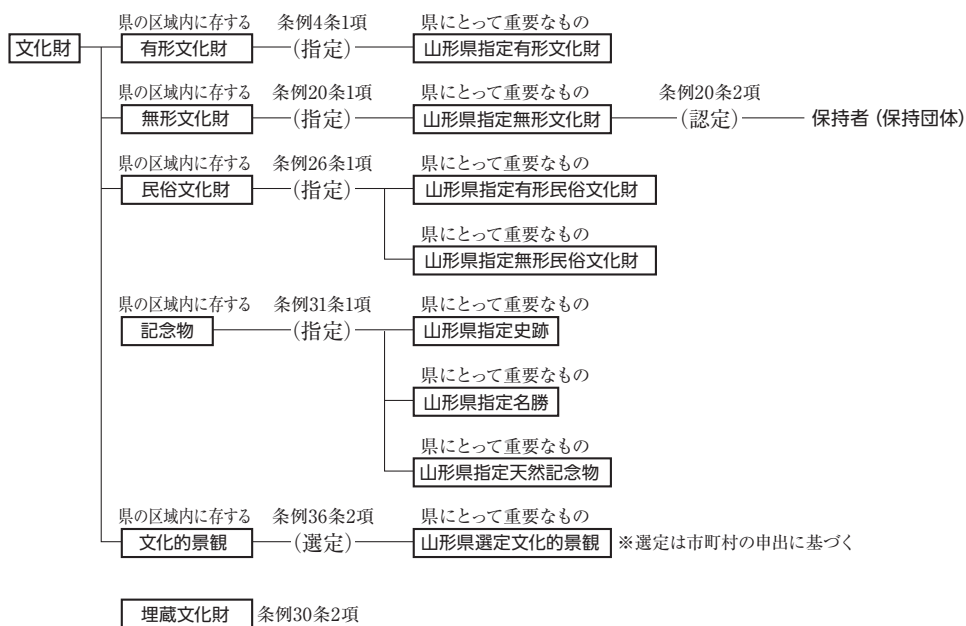 県の区域内に存する 条例4条1項 県にとって重要なもの
文化財 有形文化財 (指定) 山形県指定有形文化財
県の区域内に存する 条例20条1項 県にとって重要なもの 条例20条2項
無形文化財 (指定) 山形県指定無形文化財 (認定) 保持者(保持団体)
県の区域内に存する 条例26条1項 県にとって重要なもの
民俗文化財 (指定) 山形県指定有形民俗文化財
県にとって重要なもの
山形県指定無形民俗文化財
県の区域内に存する 条例31条1項 県にとって重要なもの
記念物 (指定) 山形県指定史跡
県にとって重要なもの
山形県指定名勝
県にとって重要なもの
山形県指定天然記念物
県の区域内に存する 条例36条2項 県にとって重要なもの
文化的景観 (選定) 山形県選定文化的景観 ※選定は市町村の申出に基づく
埋蔵文化財 条例30条2項